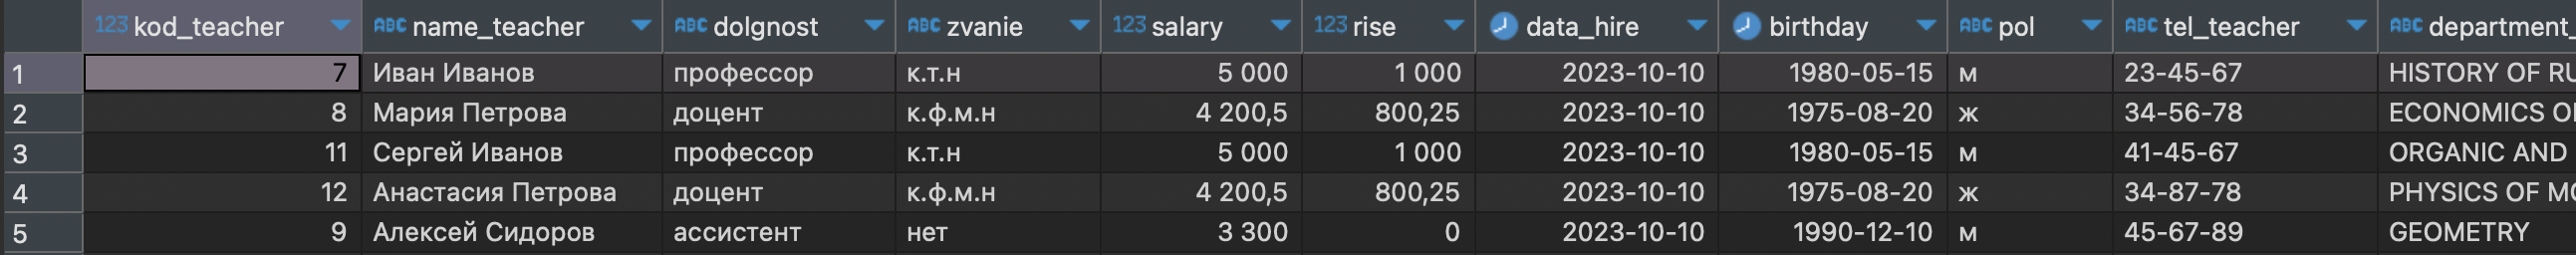 123 kod_teacher ABC name_teacher ABC dolgnost ABC zvanie 123 salary 123 rise data_hire birthday ABC pol ABC tel_teacher ABC department_
1 7 Иван Иванов профессор к.т.н 5 000 1 000 2023-10-10 1980-05-15 м 23-45-67 HISTORY OF RU
2 8 Мария Петрова доцент к.ф.м.н 4 200,5 800,25 2023-10-10 1975-08-20 ж 34-56-78 ECONOMICS O
3 11 Сергей Иванов профессор к.т.н 5 000 1 000 2023-10-10 1980-05-15 м 41-45-67 ORGANIC AND
4 12 Анастасия Петрова доцент к.ф.м.н 4 200,5 800,25 2023-10-10 1975-08-20 ж 34-87-78 PHYSICS OF MO
5 9 Алексей Сидоров ассистент нет 3 300 0 2023-10-10 1990-12-10 м 45-67-89 GEOMETRY